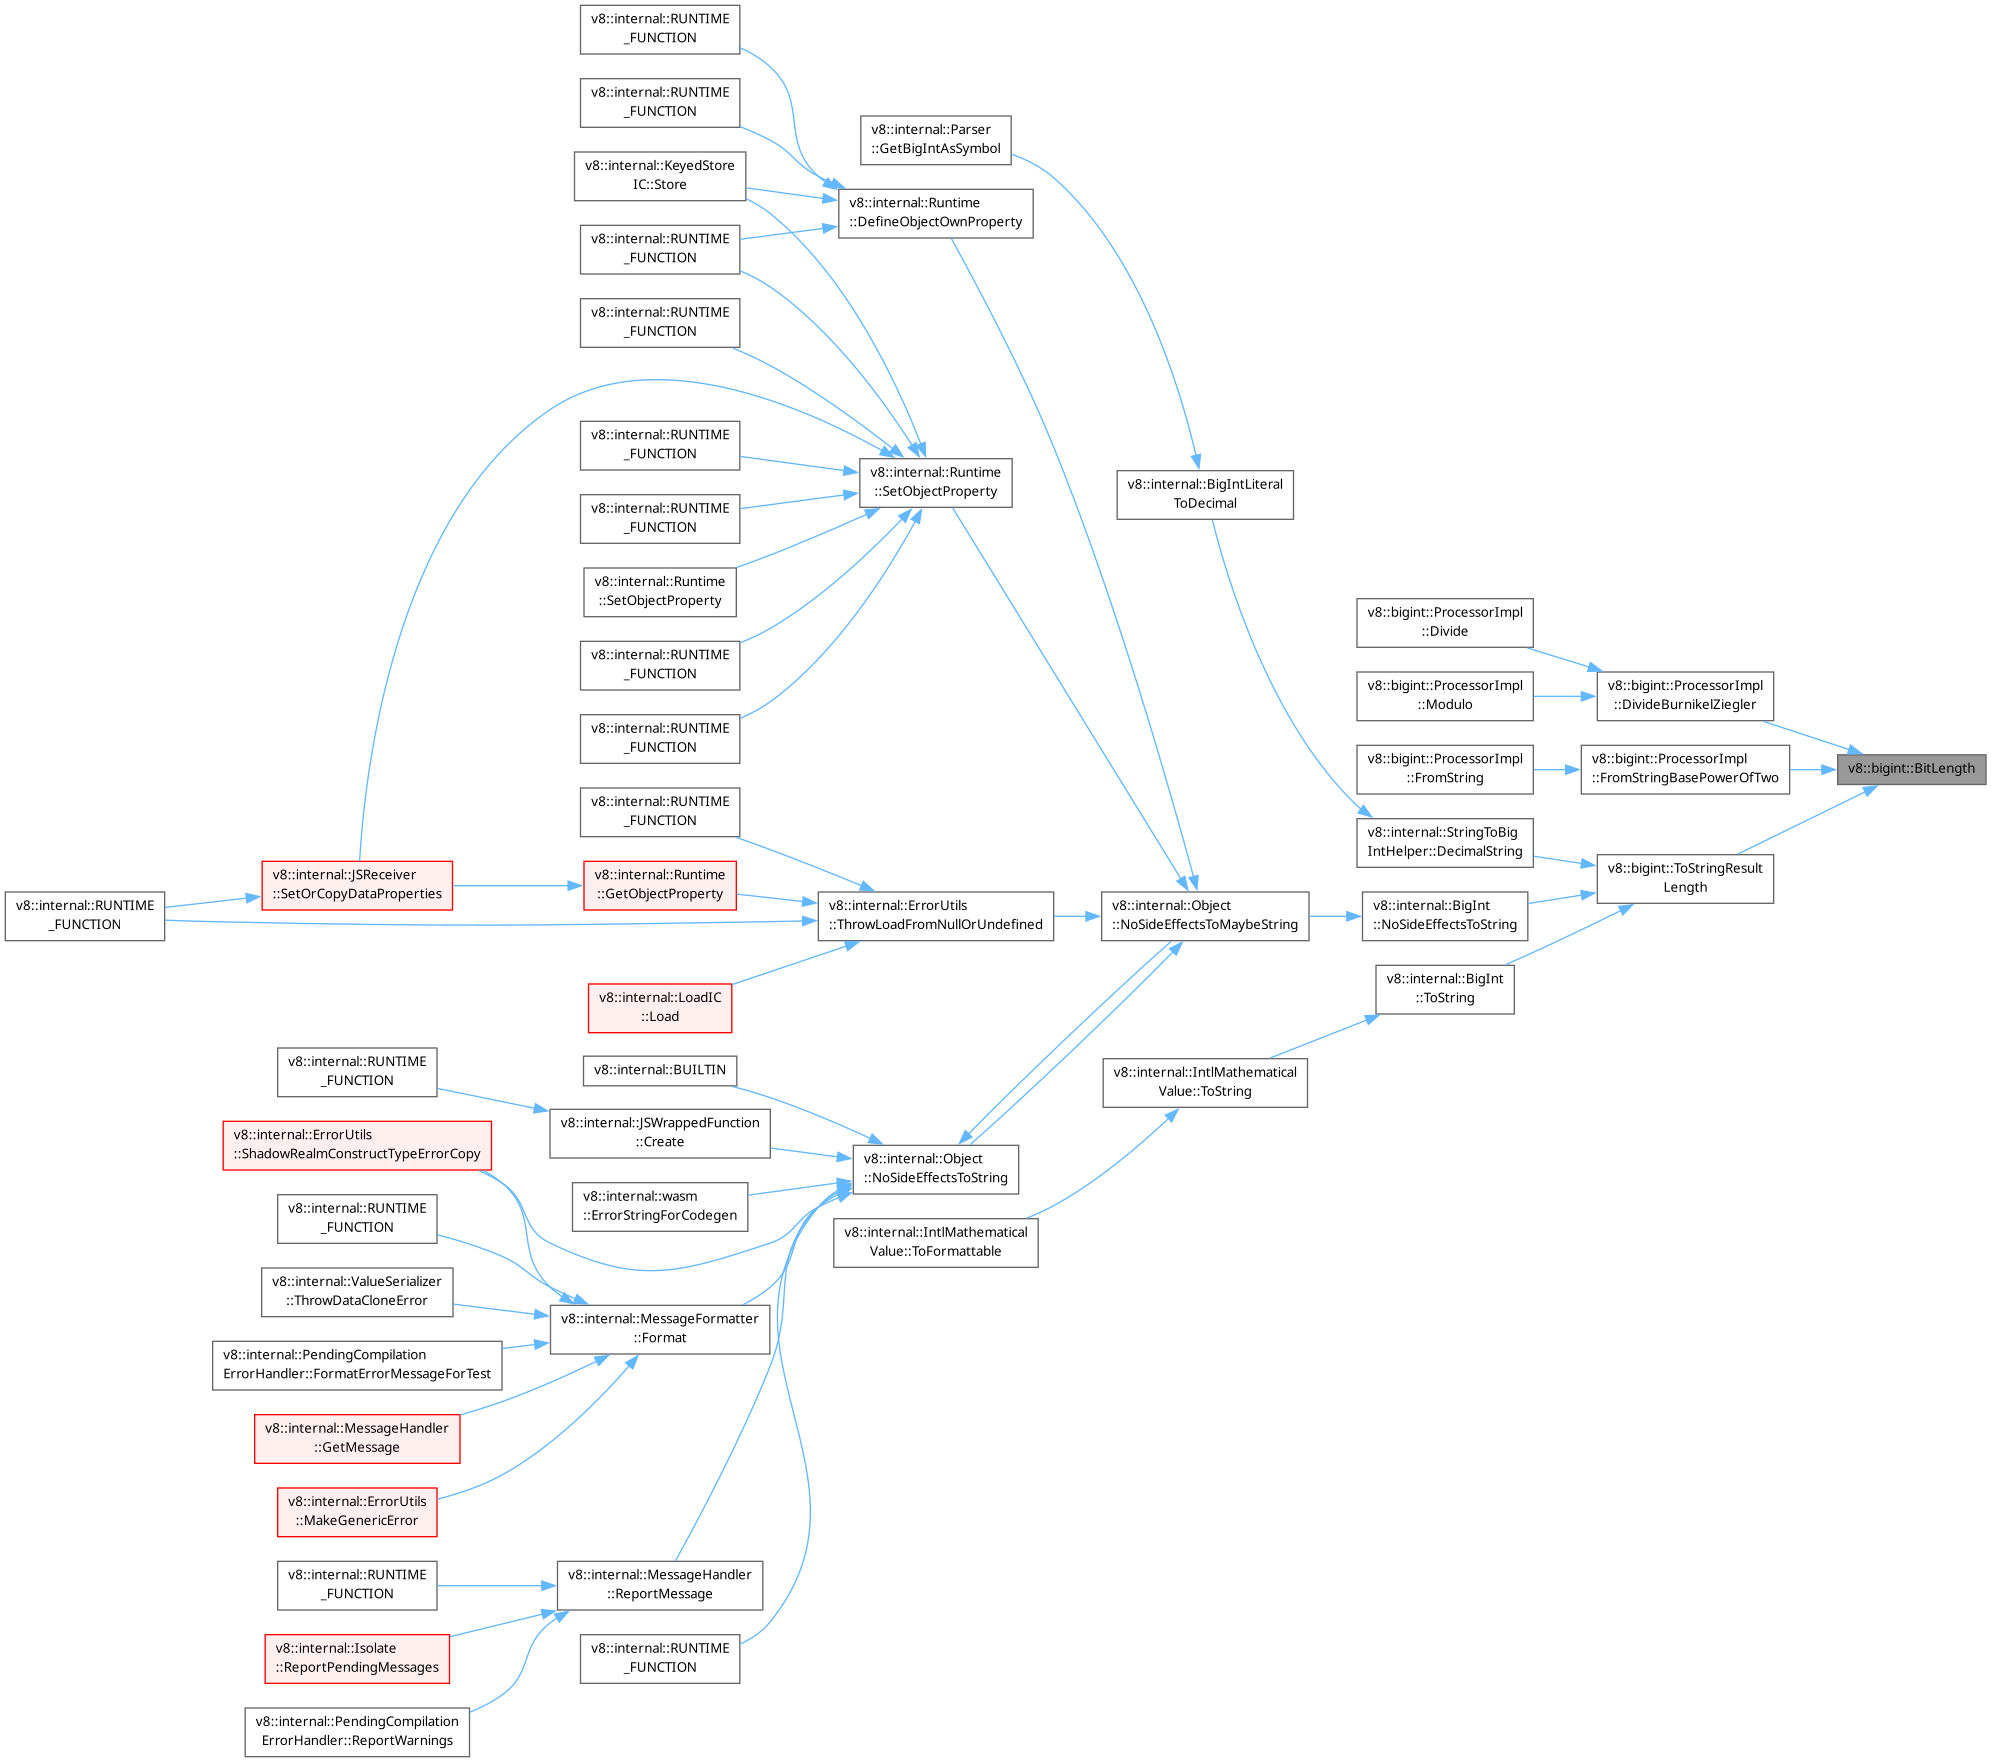 v8::internal::RUNTIME
_FUNCTION
v8::internal::RUNTIME
_FUNCTION
v8::internal::Parser
::GetBigIntAsSymbol
v8::internal::KeyedStore
IC::Store
v8::internal::Runtime
::DefineObjectOwnProperty
v8::internal::RUNTIME
_FUNCTION
v8::internal::RUNTIME
_FUNCTION
v8::internal::RUNTIME
_FUNCTION
v8::internal::Runtime
::SetObjectProperty
v8::internal::BigIntLiteral
ToDecimal
v8::internal::RUNTIME
_FUNCTION
v8::internal::Runtime
::SetObjectProperty
v8::bigint::ProcessorImpl
::Divide
v8::internal::RUNTIME
_FUNCTION
v8::bigint::ProcessorImpl
::Modulo
v8::bigint::ProcessorImpl
::DivideBurnikelZiegler
v8::internal::RUNTIME
_FUNCTION
v8::bigint::ProcessorImpl
::FromString
v8::bigint::ProcessorImpl
::FromStringBasePowerOfTwo
v8::bigint::BitLength
v8::internal::RUNTIME
_FUNCTION
v8::internal::StringToBig
IntHelper::DecimalString
v8::bigint::ToStringResult
Length
v8::internal::JSReceiver
::SetOrCopyDataProperties
v8::internal::Runtime
::GetObjectProperty
v8::internal::RUNTIME
_FUNCTION
v8::internal::ErrorUtils
::ThrowLoadFromNullOrUndefined
v8::internal::Object
::NoSideEffectsToMaybeString
v8::internal::BigInt
::NoSideEffectsToString
v8::internal::BigInt
::ToString
v8::internal::LoadIC
::Load
v8::internal::RUNTIME
_FUNCTION
v8::internal::BUILTIN
v8::internal::IntlMathematical
Value::ToString
v8::internal::JSWrappedFunction
::Create
v8::internal::ErrorUtils
::ShadowRealmConstructTypeErrorCopy
v8::internal::Object
::NoSideEffectsToString
v8::internal::wasm
::ErrorStringForCodegen
v8::internal::RUNTIME
_FUNCTION
v8::internal::IntlMathematical
Value::ToFormattable
v8::internal::ValueSerializer
::ThrowDataCloneError
v8::internal::MessageFormatter
::Format
v8::internal::PendingCompilation
ErrorHandler::FormatErrorMessageForTest
v8::internal::MessageHandler
::GetMessage
v8::internal::ErrorUtils
::MakeGenericError
v8::internal::RUNTIME
_FUNCTION
v8::internal::MessageHandler
::ReportMessage
v8::internal::Isolate
::ReportPendingMessages
v8::internal::RUNTIME
_FUNCTION
v8::internal::PendingCompilation
ErrorHandler::ReportWarnings